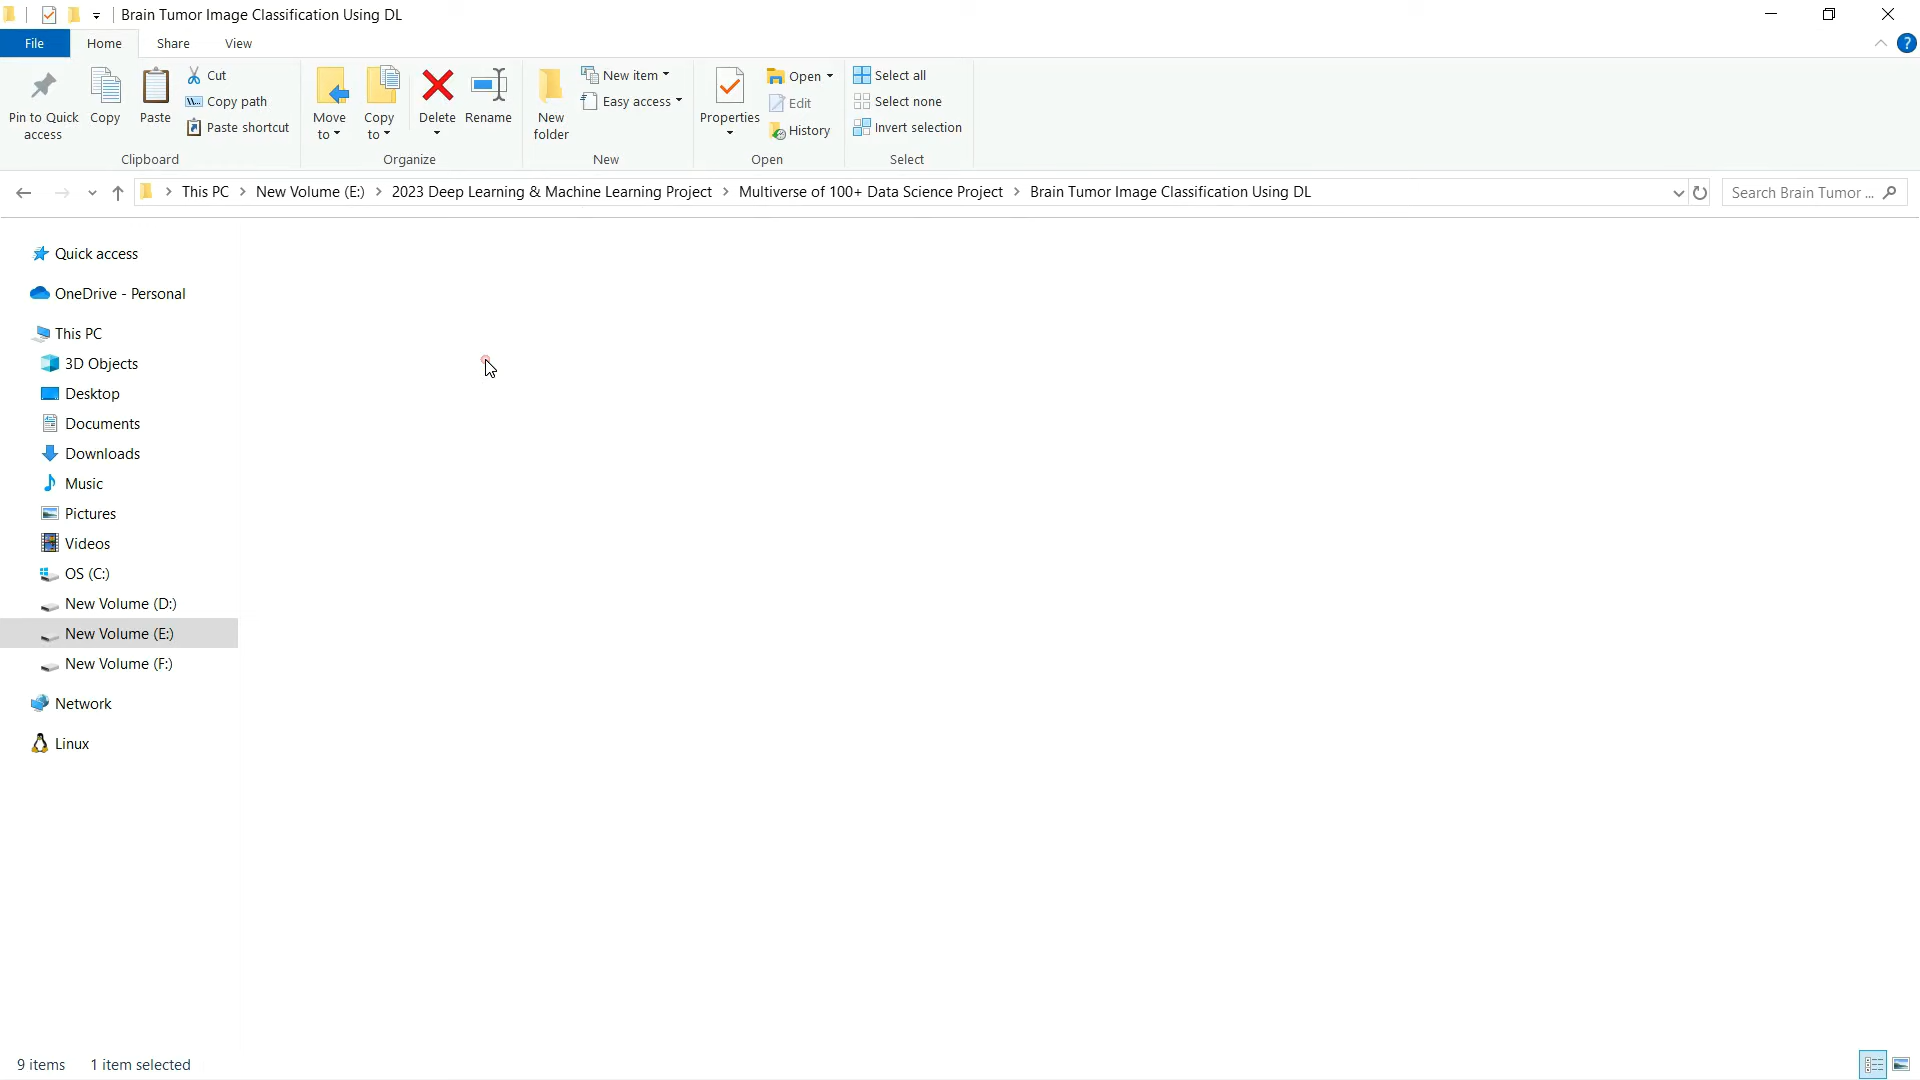 Brain Tumor Image Classification Using DL
File Home Share View
?
Pin to Quick access
Copy
Paste
Cut
Copy path
Paste shortcut
Clipboard
Move to
Copy to
Delete
Rename
Organize
New folder
New item
Easy access
New
Properties
Open
Edit
History
Open
Select all
Select none
Invert selection
Select
This PC > New Volume (E:) > 2023 Deep Learning & Machine Learning Project > Multiverse of 100+ Data Science Project > Brain Tumor Image Classification Using DL
Search Brain Tumor ...
Quick access
OneDrive - Personal
This PC
3D Objects
Desktop
Documents
Downloads
Music
Pictures
Videos
OS (C:)
New Volume (D:)
New Volume (E:)
New Volume (F:)
Network
Linux
9 items 1 item selected